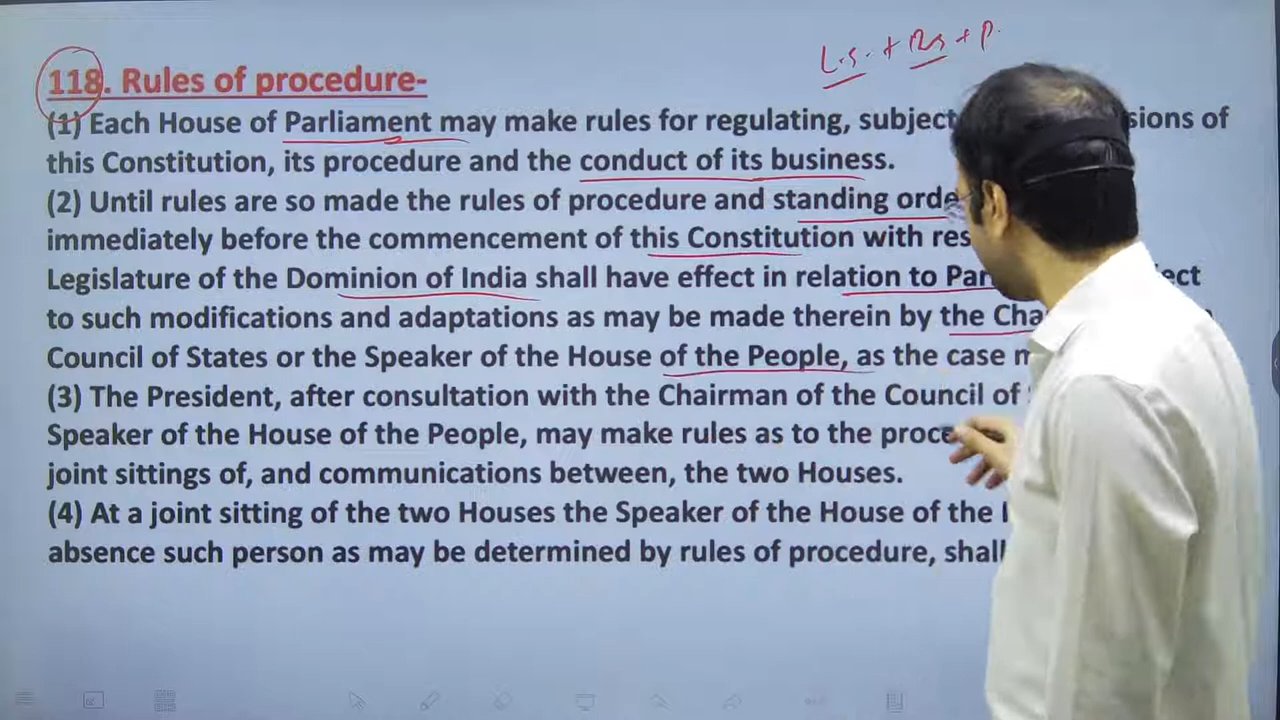 L.S. + RS + P.
118. Rules of procedure-
(1) Each House of Parliament may make rules for regulating, subject sions of
this Constitution, its procedure and the conduct of its business.
(2) Until rules are so made the rules of procedure and standing orde
immediately before the commencement of this Constitution with res
Legislature of the Dominion of India shall have effect in relation to Par ect
to such modifications and adaptations as may be made therein by the Cha
Council of States or the Speaker of the House of the People, as the case m
(3) The President, after consultation with the Chairman of the Council of
Speaker of the House of the People, may make rules as to the proce
joint sittings of, and communications between, the two Houses.
(4) At a joint sitting of the two Houses the Speaker of the House of the
absence such person as may be determined by rules of procedure, shall